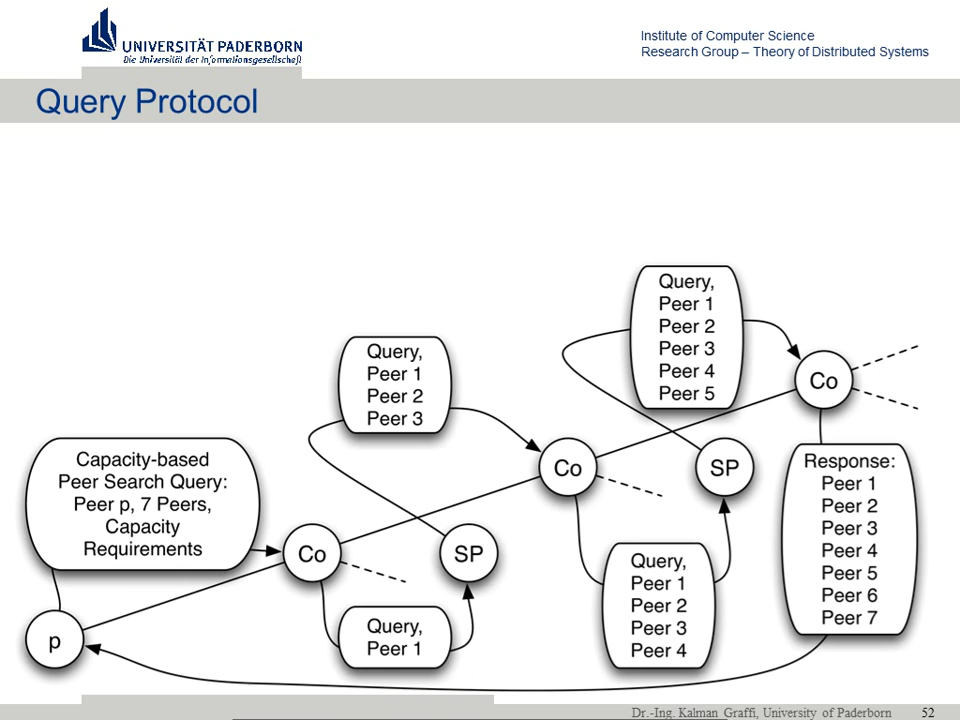 UNIVERSITÄT PADERBORN
Die Universität der Informationsgesellschaft
Institute of Computer Science
Research Group – Theory of Distributed Systems
Query Protocol
Capacity-based
Peer Search Query:
Peer p, 7 Peers,
Capacity
Requirements
p
Co
Query,
Peer 1
SP
Query,
Peer 1
Peer 2
Peer 3
Co
Query,
Peer 1
Peer 2
Peer 3
Peer 4
SP
Query,
Peer 1
Peer 2
Peer 3
Peer 4
Peer 5
Co
Response:
Peer 1
Peer 2
Peer 3
Peer 4
Peer 5
Peer 6
Peer 7
Dr.-Ing. Kalman Graffi, University of Paderborn 52